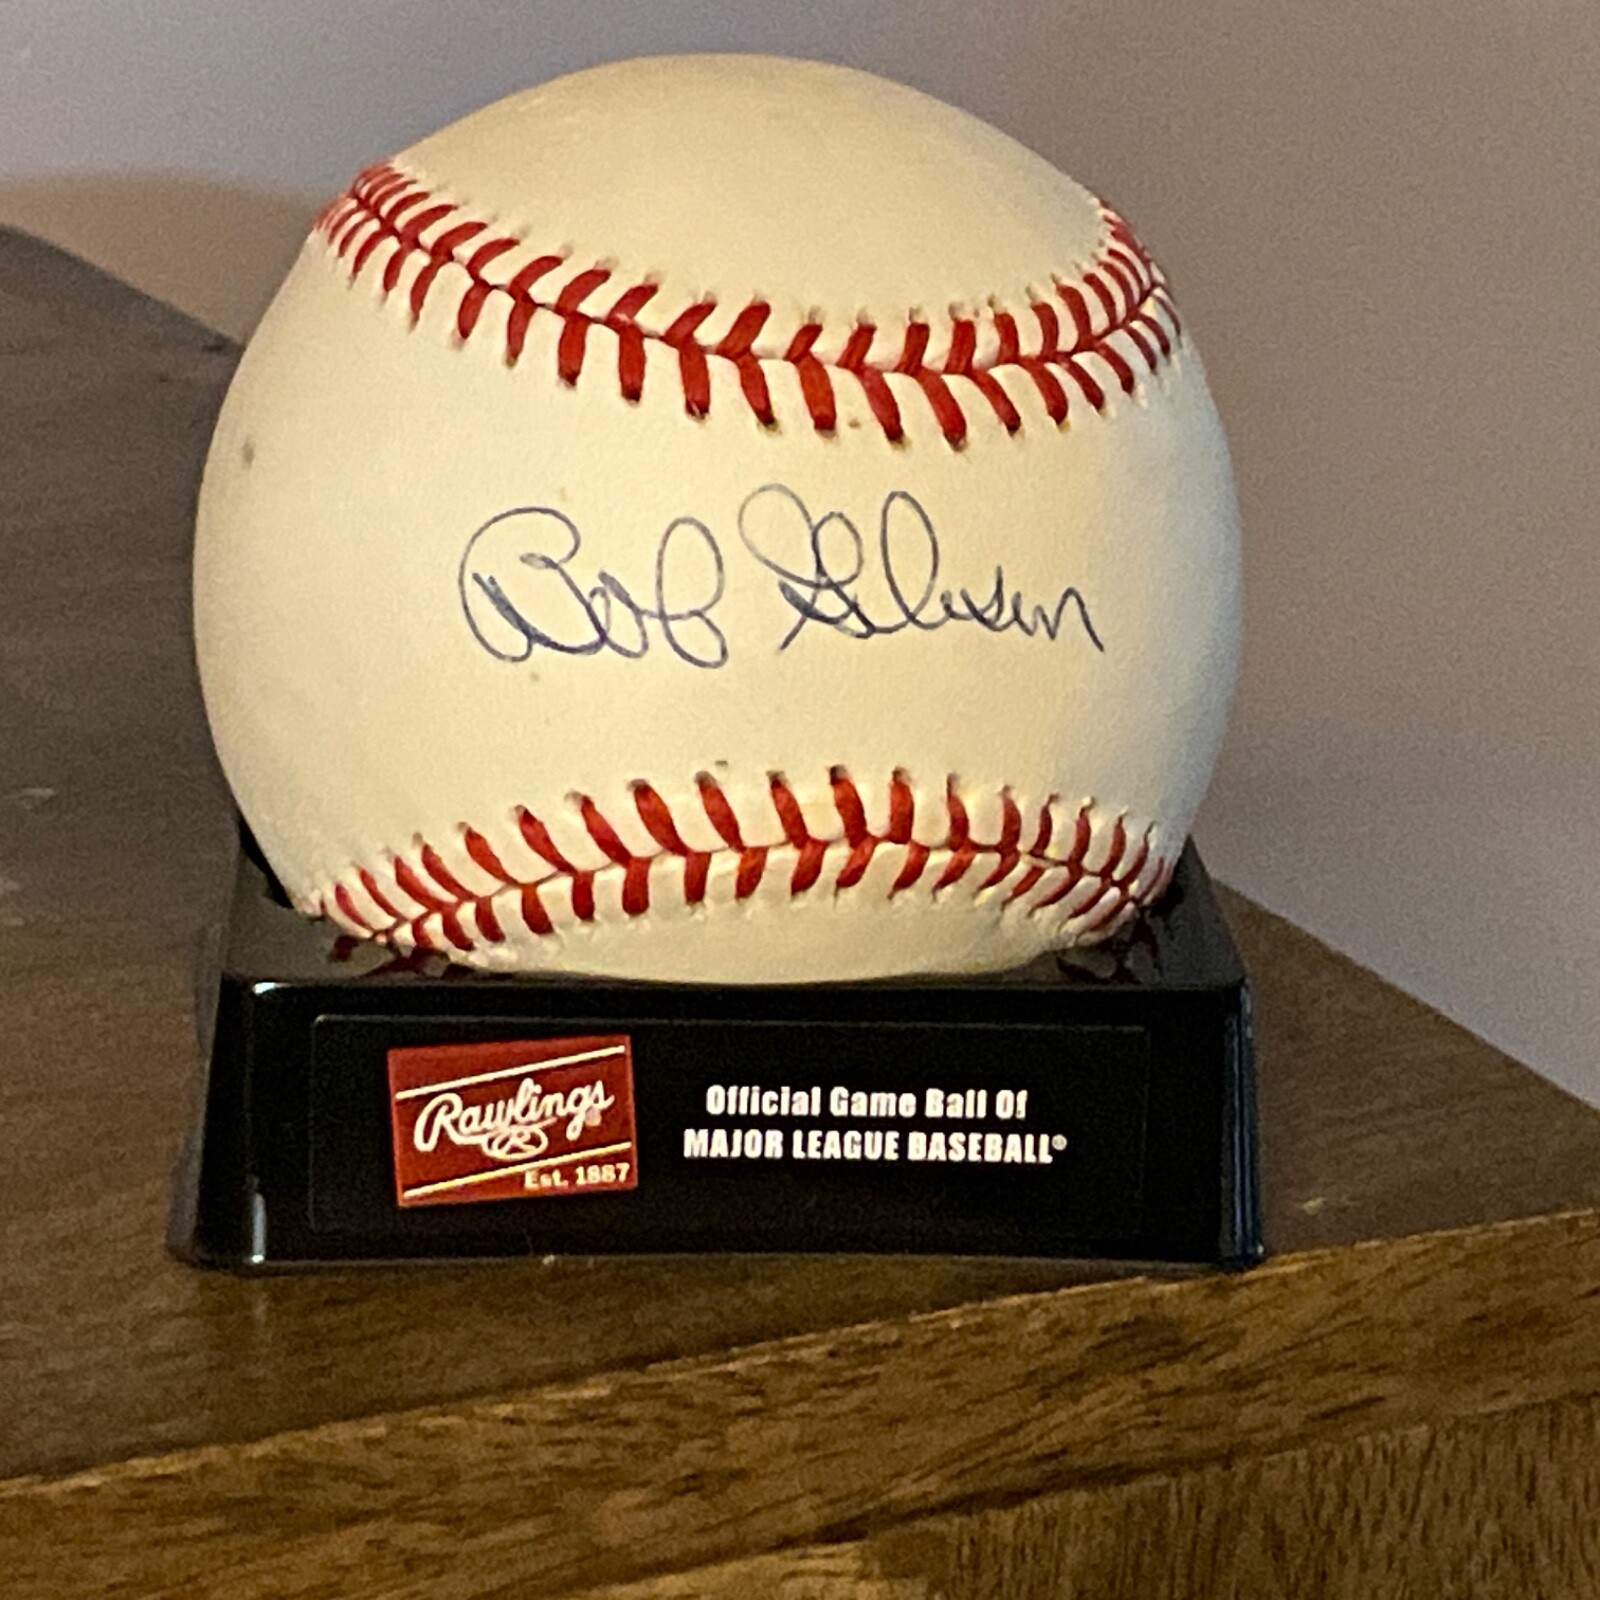 Bob Gibson
Rawlings®
R
Est. 1887
Official Game Ball Of
MAJOR LEAGUE BASEBALL®